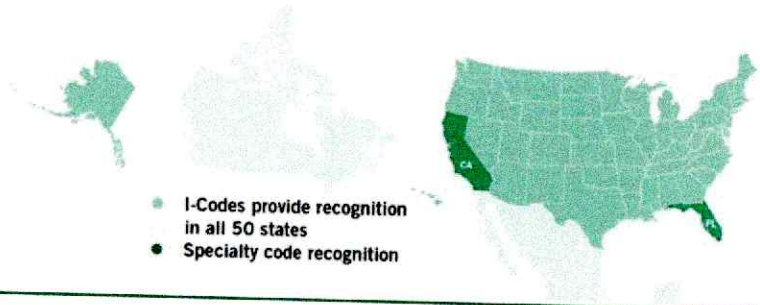 CA
FL
I-Codes provide recognition
in all 50 states
Specialty code recognition